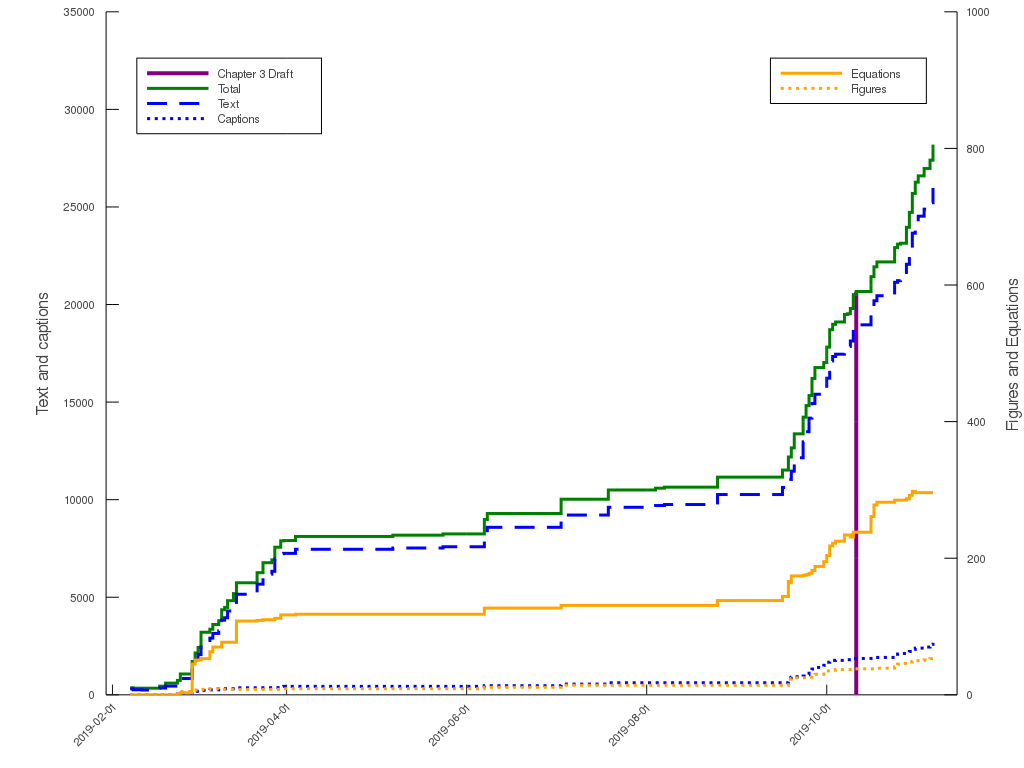 35000
30000
25000
20000
15000
10000
5000
0
Text and captions
Chapter 3 Draft
Total
Text
Captions
Equations
Figures
1000
800
600
400
200
0
Figures and Equations
2019-02-01
2019-04-01
2019-06-01
2019-08-01
2019-10-01